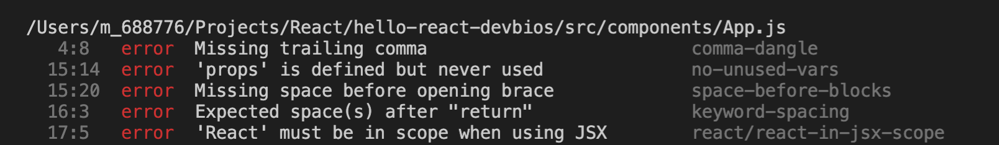 /Users/m_688776/Projects/React/hello-react-devbios/src/components/App.js
4:8 error Missing trailing comma comma-dangle
15:14 error 'props' is defined but never used no-unused-vars
15:20 error Missing space before opening brace space-before-blocks
16:3 error Expected space(s) after "return" keyword-spacing
17:5 error 'React' must be in scope when using JSX react/react-in-jsx-scope